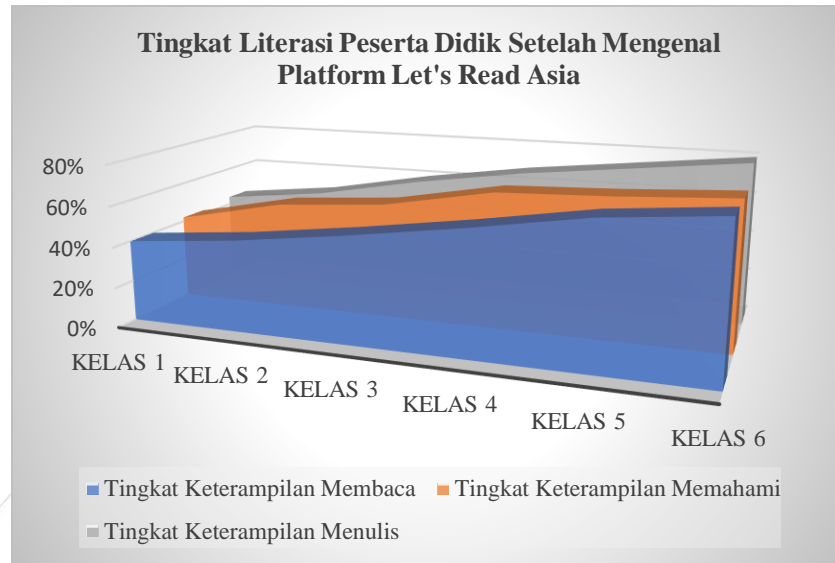 Tingkat Literasi Peserta Didik Setelah Mengenal
Platform Let's Read Asia
80%
60%
40%
20%
0%
KELAS 1
KELAS 2
KELAS 3
KELAS 4
KELAS 5
KELAS 6
Tingkat Keterampilan Membaca
Tingkat Keterampilan Memahami
Tingkat Keterampilan Menulis